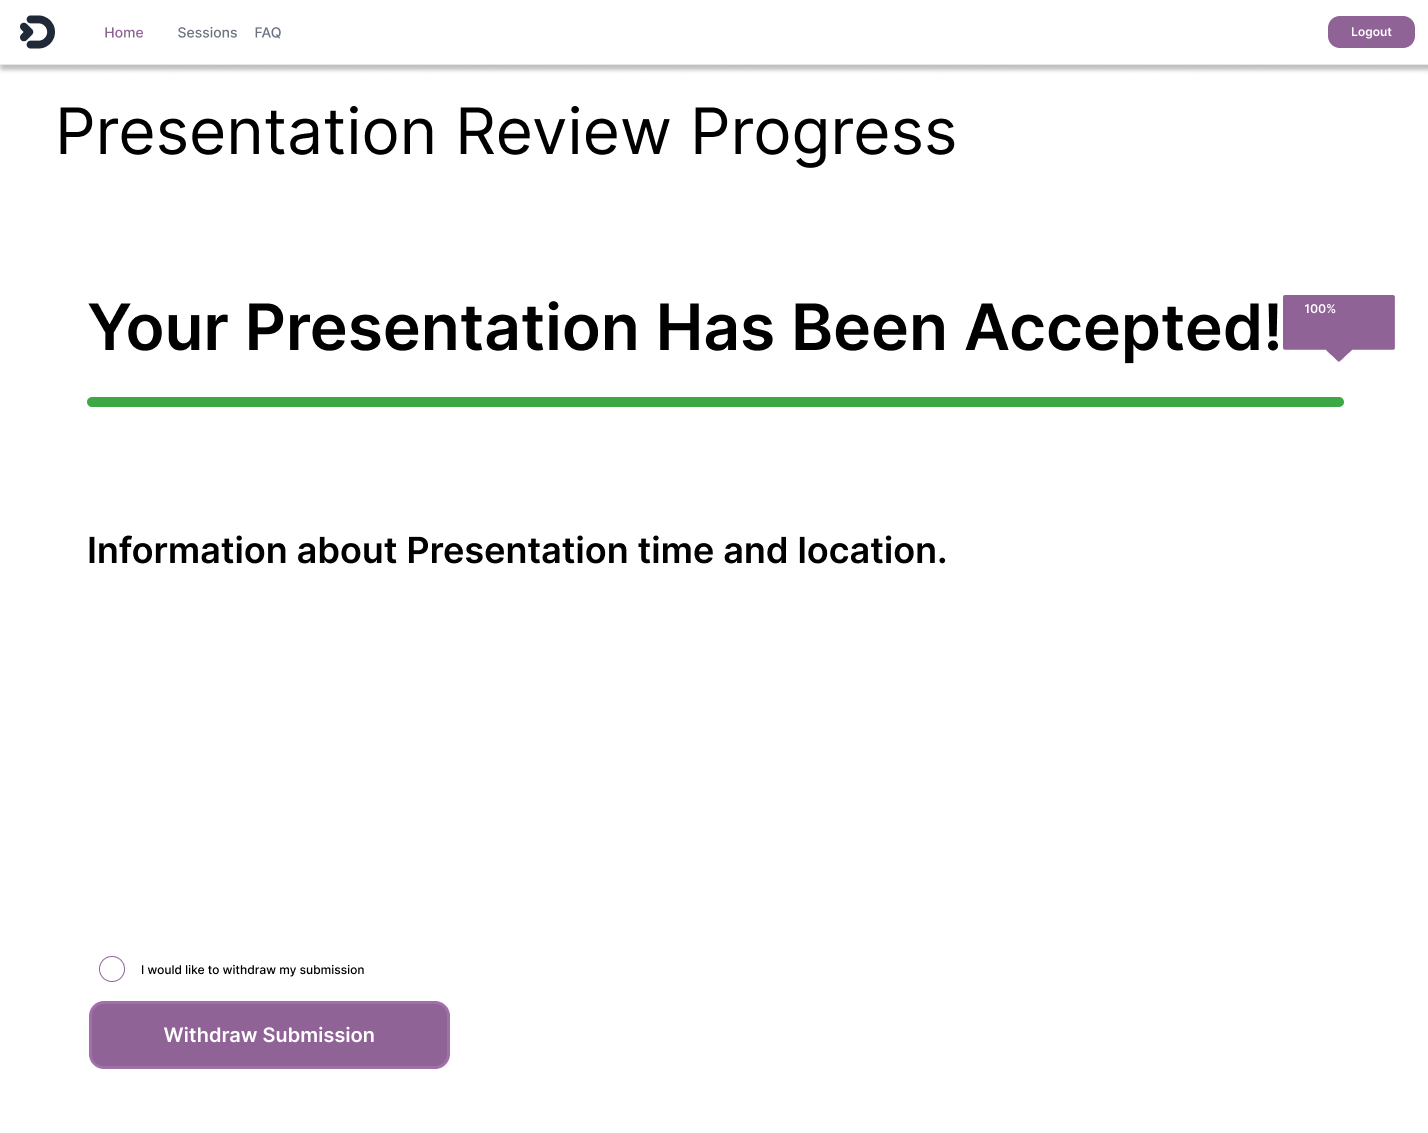 Home Sessions FAQ Logout
Presentation Review Progress
Your Presentation Has Been Accepted!
100%
Information about Presentation time and location.
I would like to withdraw my submission
Withdraw Submission